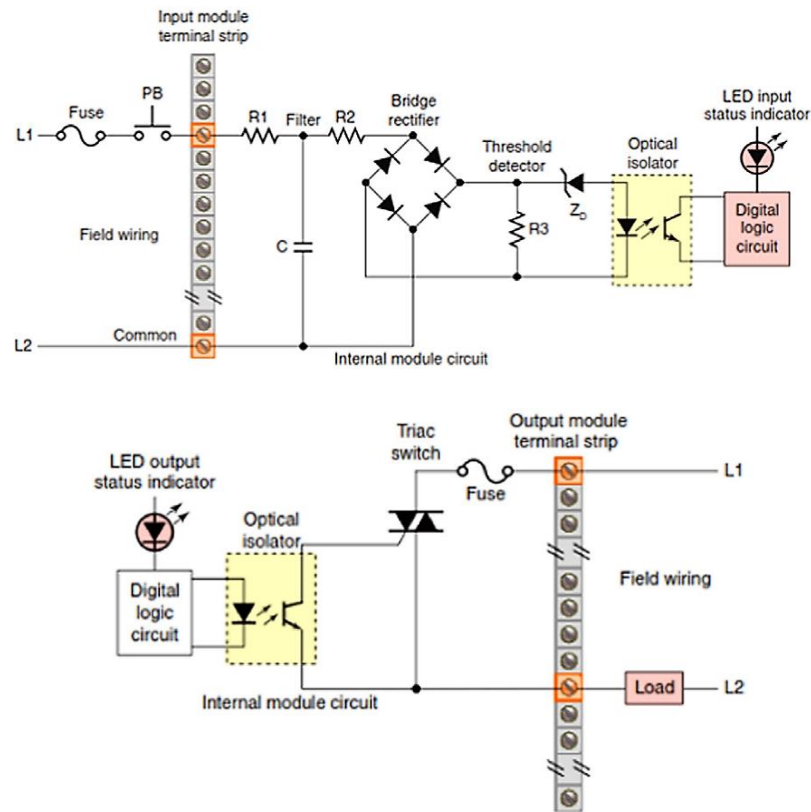 Input module
terminal strip
PB
Fuse
L1
R1
Filter
R2
Bridge
rectifier
Threshold
detector
Optical
isolator
LED input
status indicator
Z_D
R3
Digital
logic
circuit
Field wiring
C
Common
L2
Internal module circuit
Output module
terminal strip
Triac
switch
Fuse
L1
LED output
status indicator
Optical
isolator
Digital
logic
circuit
Field wiring
Internal module circuit
Load
L2